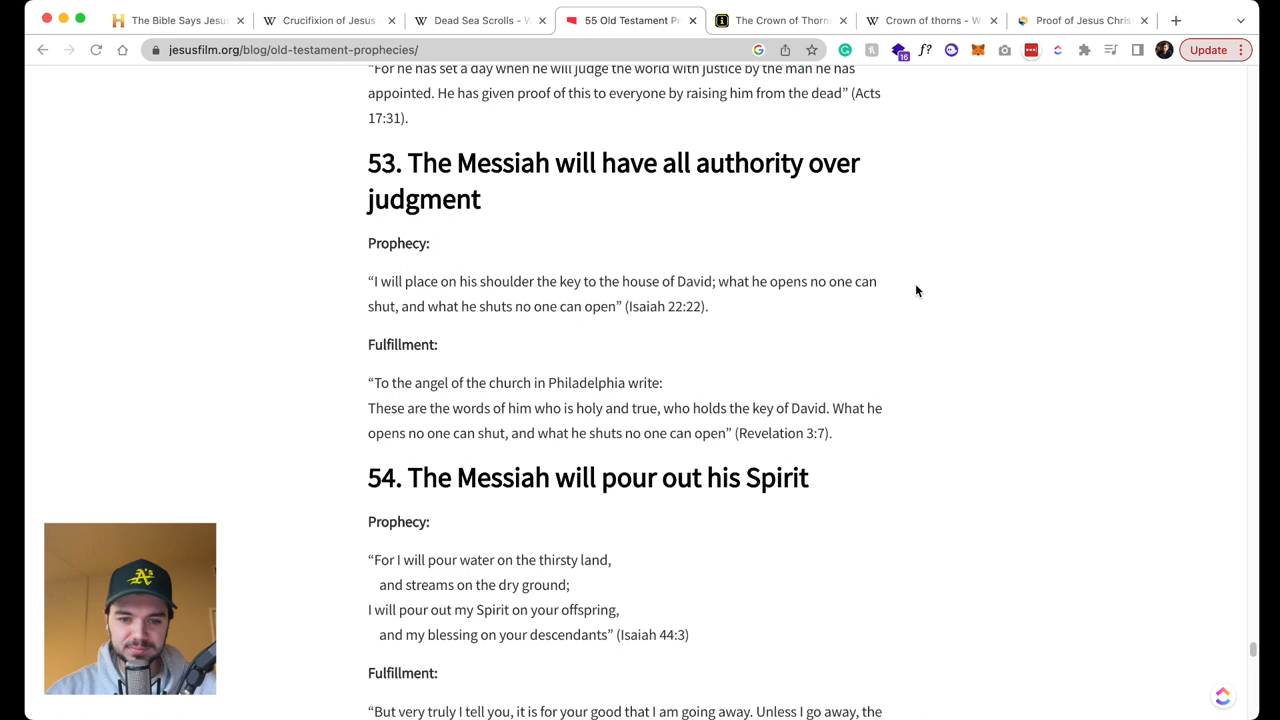 The Bible Says Jesus
Crucifixion of Jesus -
Dead Sea Scrolls - W
55 Old Testament Pr
The Crown of Thorns
Crown of thorns - W
Proof of Jesus Chris
jesusfilm.org/blog/old-testament-prophecies/
f?
16
Update
“For he has set a day when he will judge the world with justice by the man he has
appointed. He has given proof of this to everyone by raising him from the dead” (Acts
17:31).
53. The Messiah will have all authority over
judgment
Prophecy:
“I will place on his shoulder the key to the house of David; what he opens no one can
shut, and what he shuts no one can open” (Isaiah 22:22).
Fulfillment:
“To the angel of the church in Philadelphia write:
These are the words of him who is holy and true, who holds the key of David. What he
opens no one can shut, and what he shuts no one can open” (Revelation 3:7).
54. The Messiah will pour out his Spirit
Prophecy:
“For I will pour water on the thirsty land,
and streams on the dry ground;
I will pour out my Spirit on your offspring,
and my blessing on your descendants” (Isaiah 44:3)
Fulfillment:
“But very truly I tell you, it is for your good that I am going away. Unless I go away, the
A's